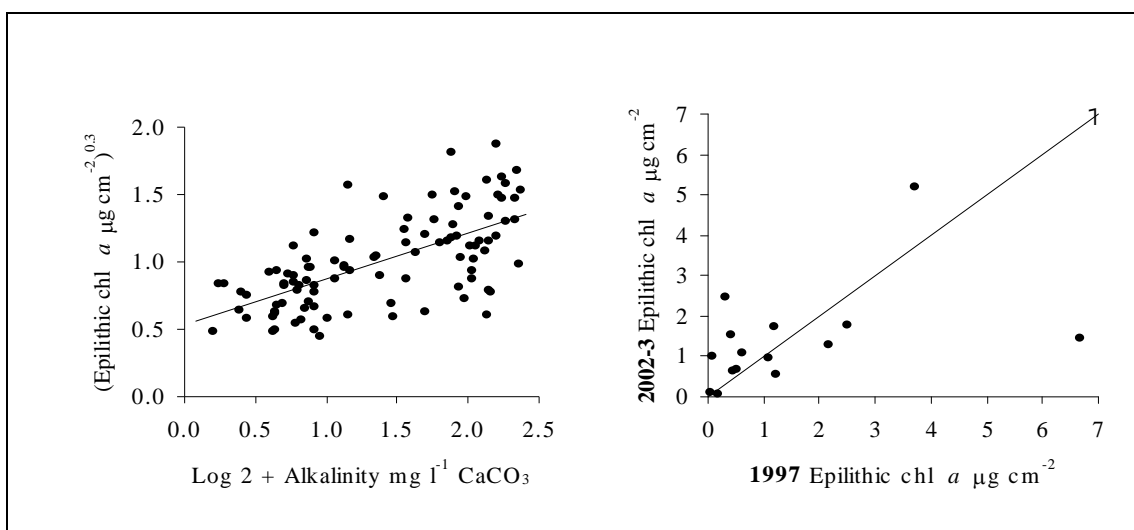 (Epilithic chl a µg cm-2)0.3
2.0
1.5
1.0
0.5
0.0
0.0 0.5 1.0 1.5 2.0 2.5
Log 2 + Alkalinity mg l-1 CaCO3
2002-3 Epilithic chl a µg cm-2
7
6
5
4
3
2
1
0
0 1 2 3 4 5 6 7
1997 Epilithic chl a µg cm-2